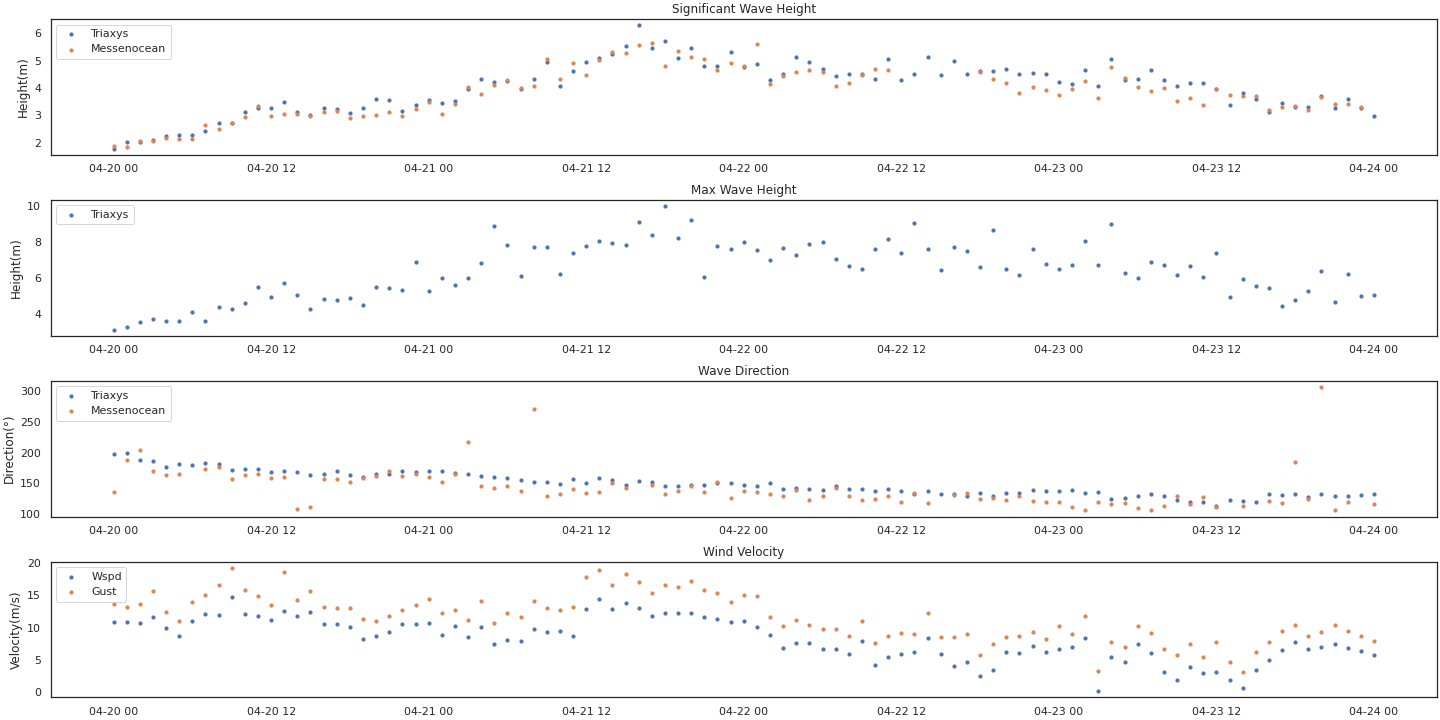 Significant Wave Height
Height(m)
6
5
4
3
2
Triaxys
Messenocean
04-20 00 04-20 12 04-21 00 04-21 12 04-22 00 04-22 12 04-23 00 04-23 12 04-24 00
Max Wave Height
Height(m)
10
8
6
4
Triaxys
04-20 00 04-20 12 04-21 00 04-21 12 04-22 00 04-22 12 04-23 00 04-23 12 04-24 00
Wave Direction
Direction(°)
300
250
200
150
100
Triaxys
Messenocean
04-20 00 04-20 12 04-21 00 04-21 12 04-22 00 04-22 12 04-23 00 04-23 12 04-24 00
Wind Velocity
Velocity(m/s)
20
15
10
5
0
Wspd
Gust
04-20 00 04-20 12 04-21 00 04-21 12 04-22 00 04-22 12 04-23 00 04-23 12 04-24 00